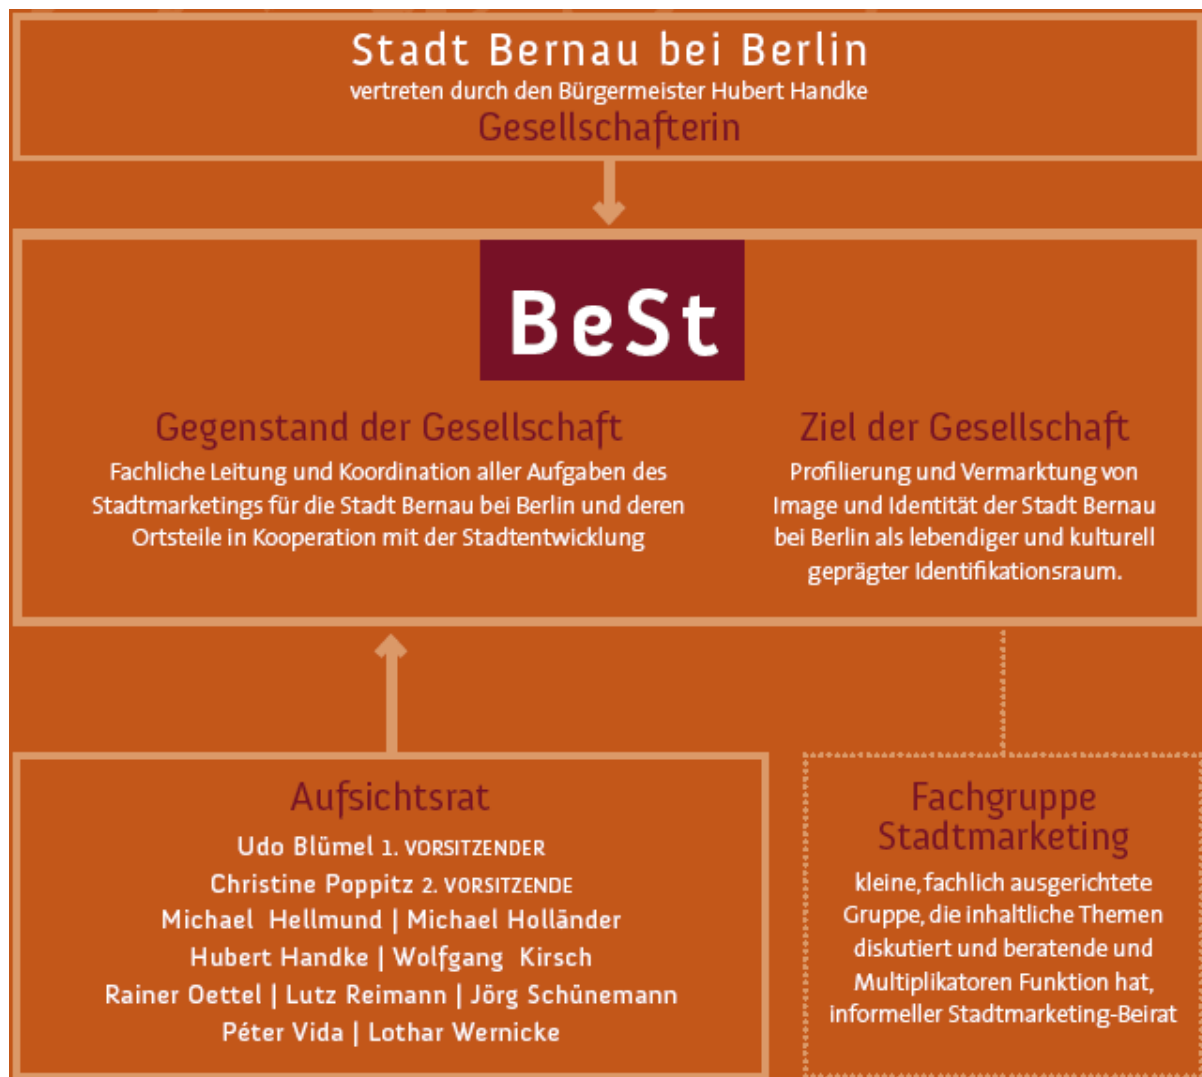 Stadt Bernau bei Berlin
vertreten durch den Bürgermeister Hubert Handke
Gesellschafterin
BeSt
Gegenstand der Gesellschaft
Fachliche Leitung und Koordination aller Aufgaben des
Stadtmarketings für die Stadt Bernau bei Berlin und deren
Ortsteile in Kooperation mit der Stadtentwicklung
Ziel der Gesellschaft
Profilierung und Vermarktung von
Image und Identität der Stadt Bernau
bei Berlin als lebendiger und kulturell
geprägter Identifikationsraum.
Aufsichtsrat
Udo Blümel 1. VORSITZENDER
Christine Poppitz 2. VORSITZENDE
Michael Hellmund | Michael Holländer
Hubert Handke | Wolfgang Kirsch
Rainer Oettel | Lutz Reimann | Jörg Schünemann
Péter Vida | Lothar Wernicke
Fachgruppe
Stadtmarketing
kleine, fachlich ausgerichtete
Gruppe, die inhaltliche Themen
diskutiert und beratende und
Multiplikatoren Funktion hat,
informeller Stadtmarketing-Beirat